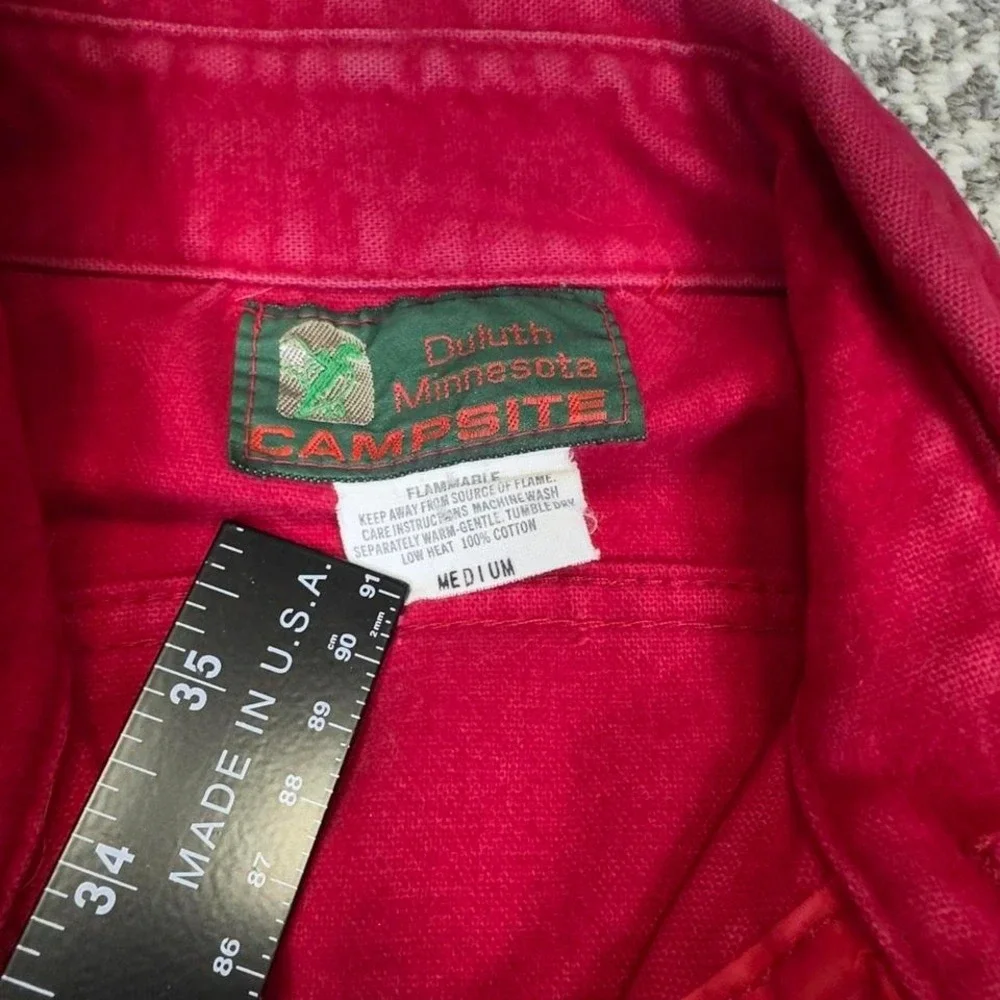 Duluth
Minnesota
CAMPSITE
FLAMMABLE
KEEP AWAY FROM SOURCE OF FLAME.
CARE INSTRUCTIONS MACHINE WASH
SEPARATELY WARM-GENTLE. TUMBLE DRY
LOW HEAT 100% COTTON
MEDIUM
MADE IN U.S.A.
35
34
91
2mm
cm
90
89
88
87
86